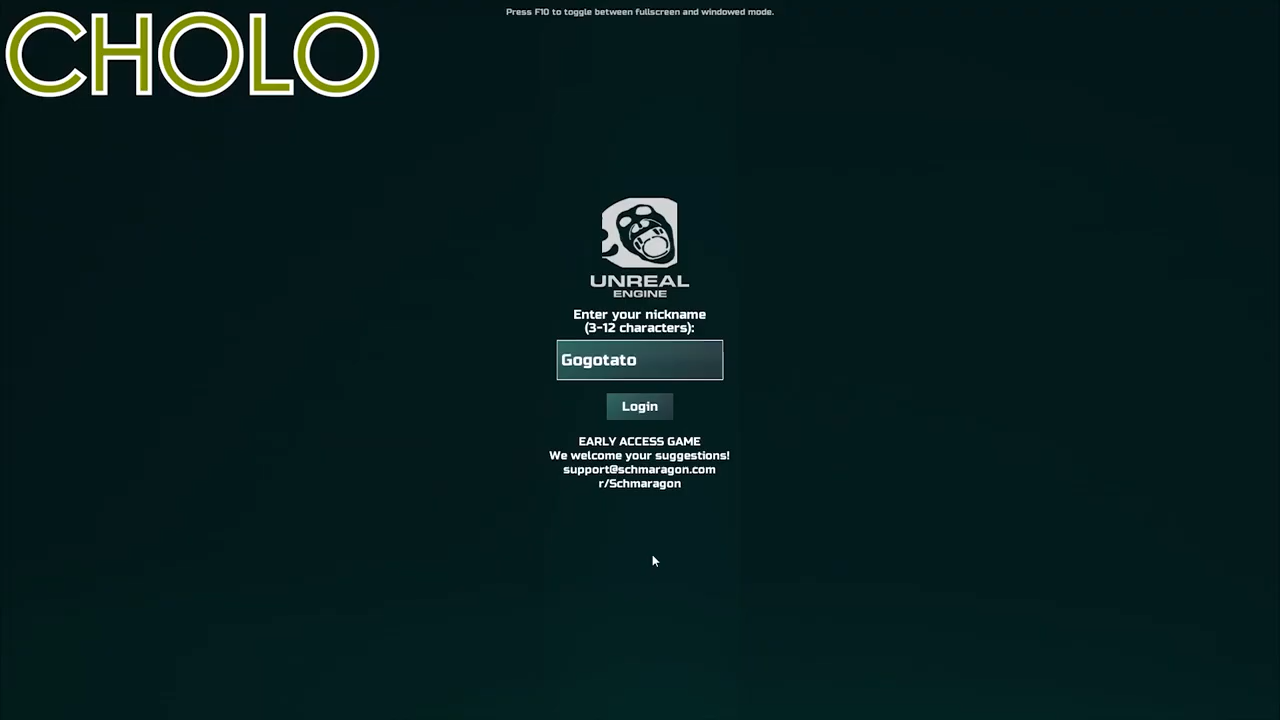 Press F10 to toggle between fullscreen and windowed mode.
CHOLO
UNREAL
ENGINE
Enter your nickname
(3-12 characters):
Gogotato
Login
EARLY ACCESS GAME
We welcome your suggestions!
support@schmaragon.com
r/Schmaragon